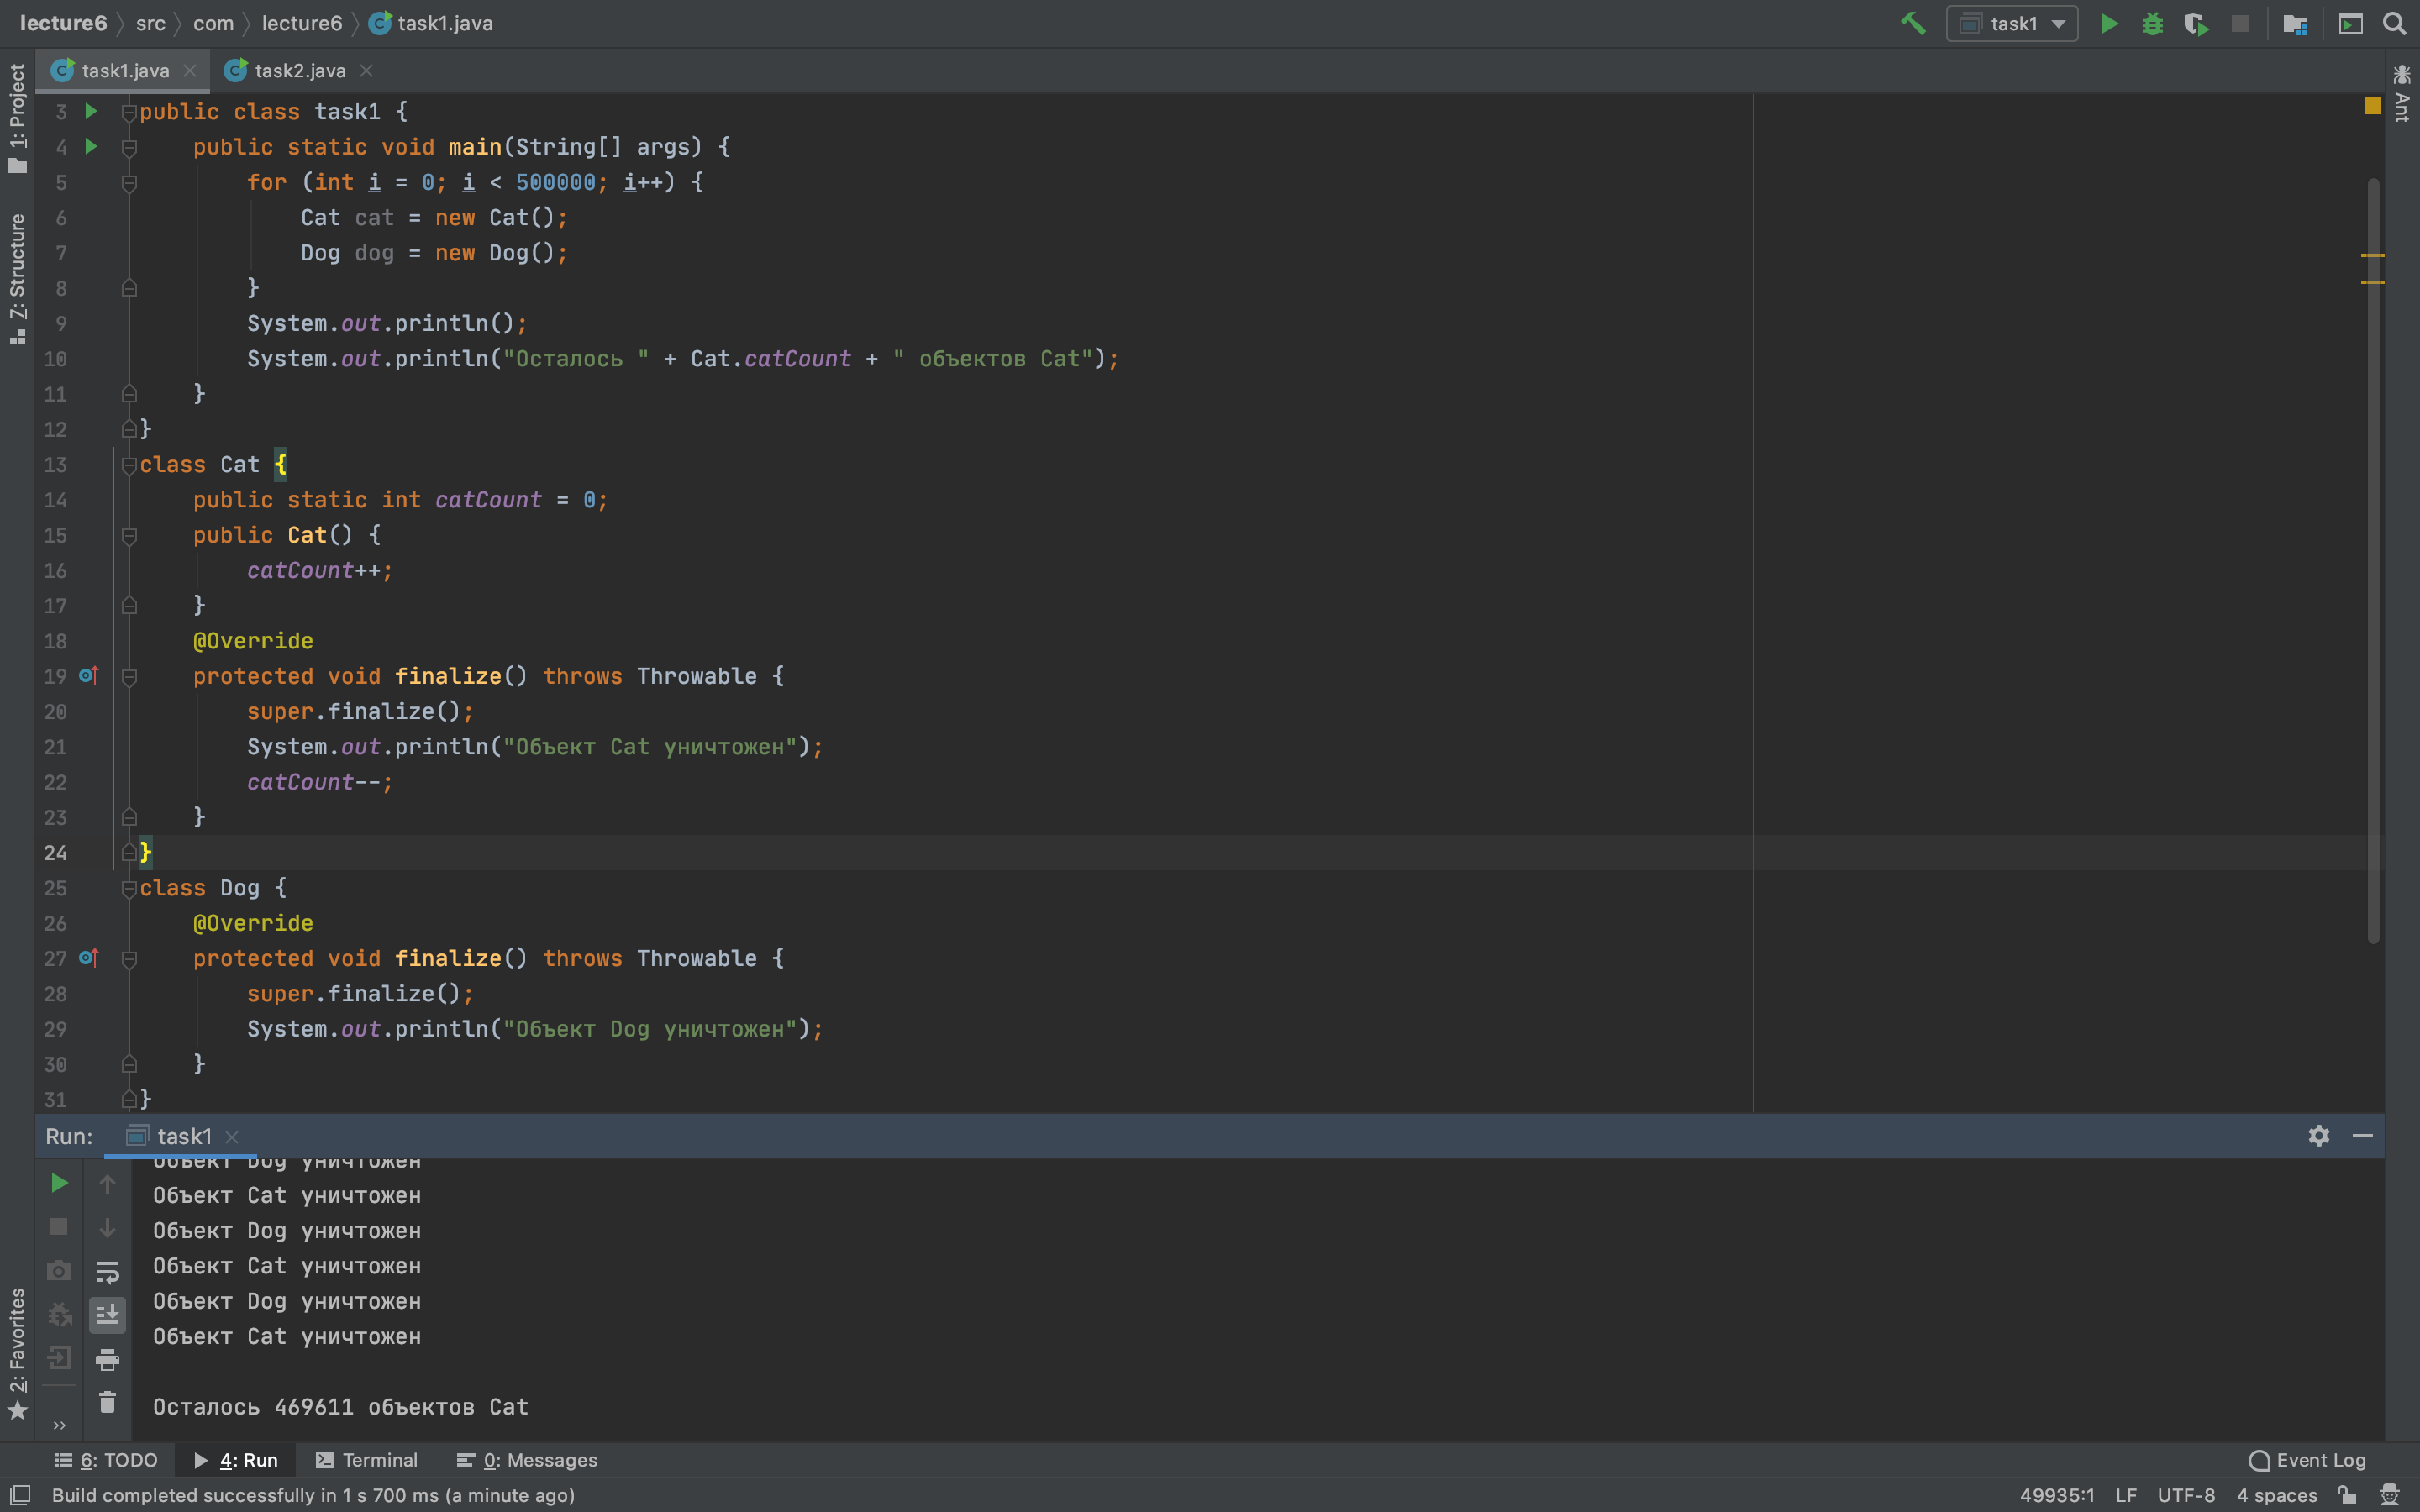 lecture6 src com lecture6 task1.java task1
task1.java task2.java
1: Project
7: Structure
2: Favorites
Ant
3 public class task1 {
4 public static void main(String[] args) {
5 for (int i = 0; i < 500000; i++) {
6 Cat cat = new Cat();
7 Dog dog = new Dog();
8 }
9 System.out.println();
10 System.out.println("Осталось " + Cat.catCount + " объектов Cat");
11 }
12 }
13 class Cat {
14 public static int catCount = 0;
15 public Cat() {
16 catCount++;
17 }
18 @Override
19 protected void finalize() throws Throwable {
20 super.finalize();
21 System.out.println("Объект Cat уничтожен");
22 catCount--;
23 }
24 }
25 class Dog {
26 @Override
27 protected void finalize() throws Throwable {
28 super.finalize();
29 System.out.println("Объект Dog уничтожен");
30 }
31 }
Run: task1
Объект Dog уничтожен
Объект Cat уничтожен
Объект Dog уничтожен
Объект Cat уничтожен
Объект Dog уничтожен
Объект Cat уничтожен
Осталось 469611 объектов Cat
6: TODO 4: Run Terminal 0: Messages Event Log
Build completed successfully in 1 s 700 ms (a minute ago) 49935:1 LF UTF-8 4 spaces